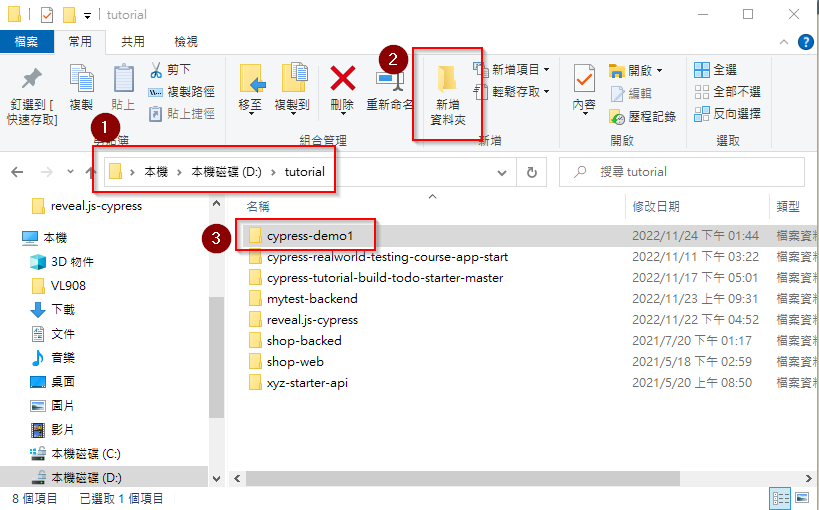 tutorial
檔案 常用 共用 檢視
釘選到 [
快速存取]
複製
貼上
剪下
複製路徑
貼上捷徑
1
移至
複製到
刪除
重新命名
組合管理
2
新增
資料夾
新增項目
輕鬆存取
新增
內容
開啟
編輯
歷程記錄
開啟
全選
全部不選
反向選擇
選取
本機 > 本機磁碟 (D:) > tutorial
搜尋 tutorial
reveal.js-cypress
本機
3D 物件
VL908
下載
文件
音樂
桌面
圖片
影片
本機磁碟 (C:)
本機磁碟 (D:)
名稱 修改日期 類型
3
cypress-demo1 2022/11/24 下午 01:44 檔案資料
cypress-realworld-testing-course-app-start 2022/11/11 下午 03:22 檔案資料
cypress-tutorial-build-todo-starter-master 2022/11/17 下午 05:01 檔案資料
mytest-backend 2022/11/23 上午 09:31 檔案資料
reveal.js-cypress 2022/11/22 下午 04:52 檔案資料
shop-backed 2021/7/20 下午 01:17 檔案資料
shop-web 2021/5/18 下午 02:59 檔案資料
xyz-starter-api 2021/5/20 上午 08:50 檔案資料
8 個項目 已選取 1 個項目